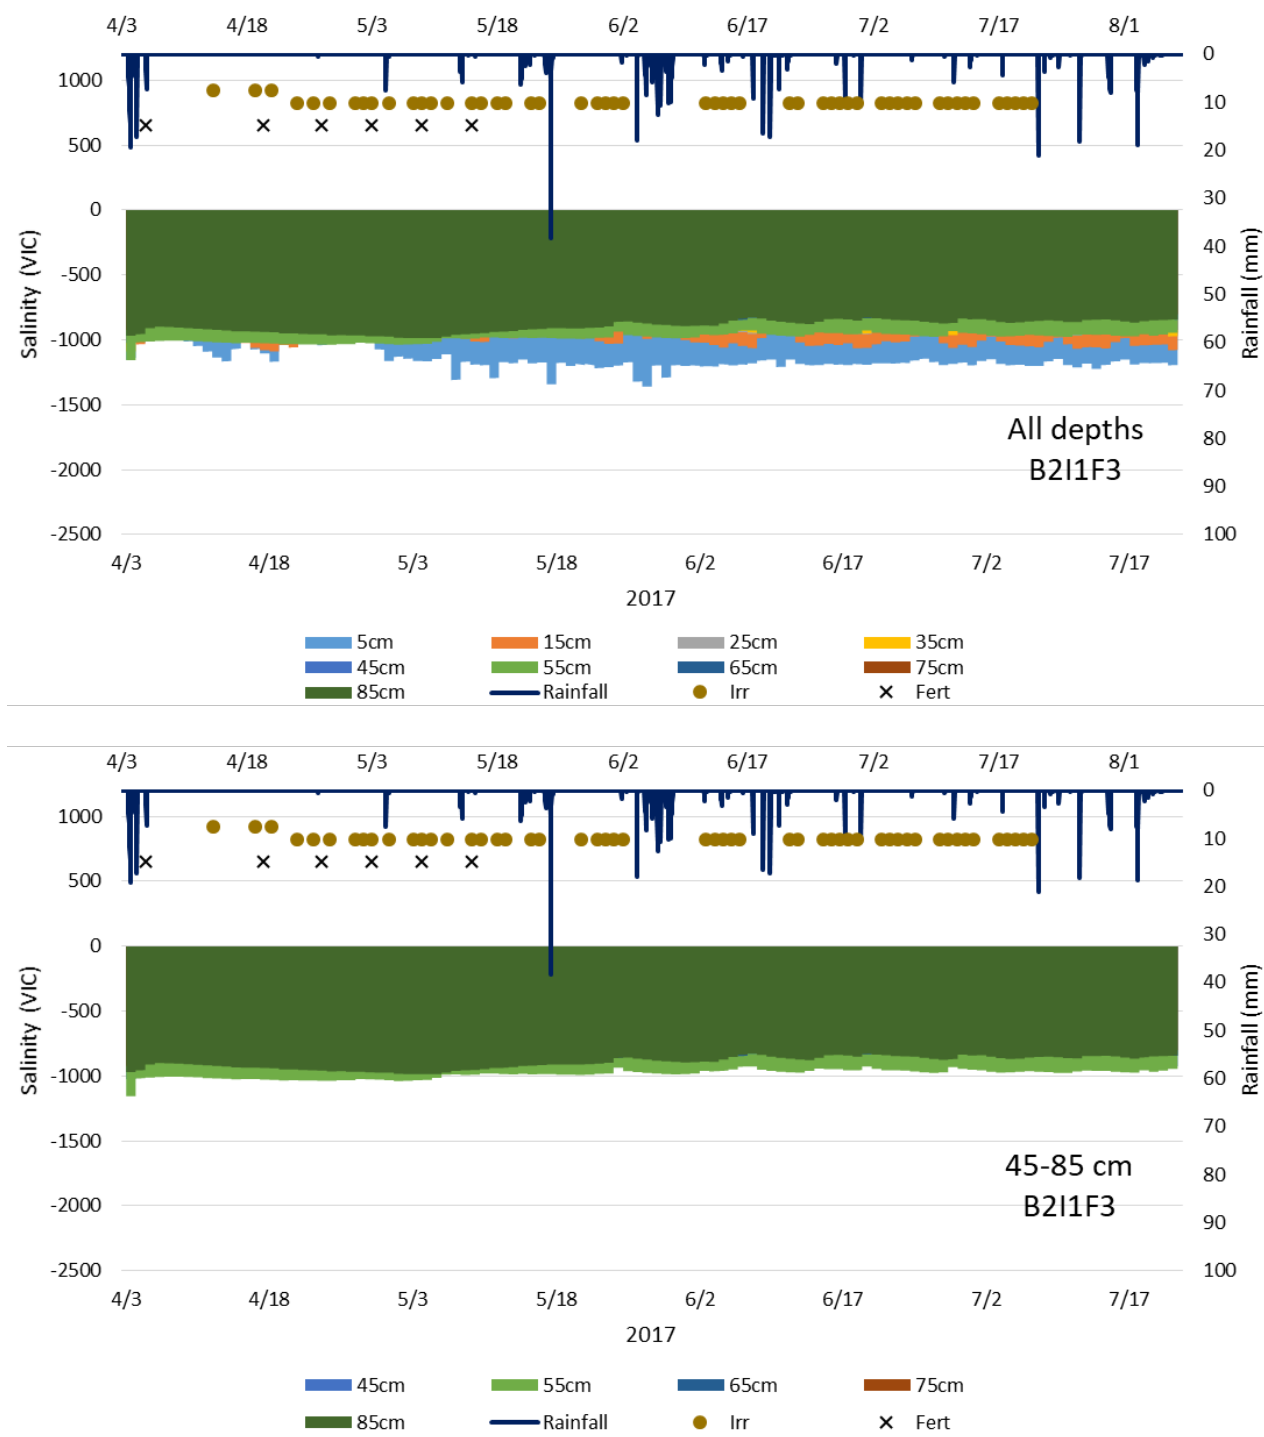 4/3 4/18 5/3 5/18 6/2 6/17 7/2 7/17 8/1
1000 0
500 10
0 20
-500 30
-1000 40
-1500 50
-2000 60
-2500 70
80
90
100
Salinity (VIC)
Rainfall (mm)
All depths
B2I1F3
4/3 4/18 5/3 5/18 6/2 6/17 7/2 7/17
2017
5cm 15cm 25cm 35cm
45cm 55cm 65cm 75cm
85cm Rainfall Irr Fert
4/3 4/18 5/3 5/18 6/2 6/17 7/2 7/17 8/1
1000 0
500 10
0 20
-500 30
-1000 40
-1500 50
-2000 60
-2500 70
80
90
100
Salinity (VIC)
Rainfall (mm)
45-85 cm
B2I1F3
4/3 4/18 5/3 5/18 6/2 6/17 7/2 7/17
2017
45cm 55cm 65cm 75cm
85cm Rainfall Irr Fert